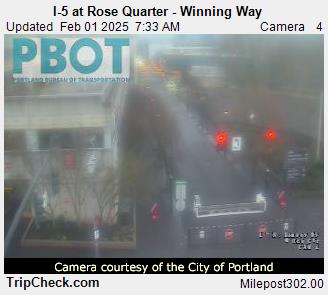 I-5 at Rose Quarter - Winning Way
Updated Feb 01 2025 7:33 AM Camera 4
PBOT
PORTLAND BUREAU OF TRANSPORTATION
Camera courtesy of the City of Portland
TripCheck.com Milepost302.00